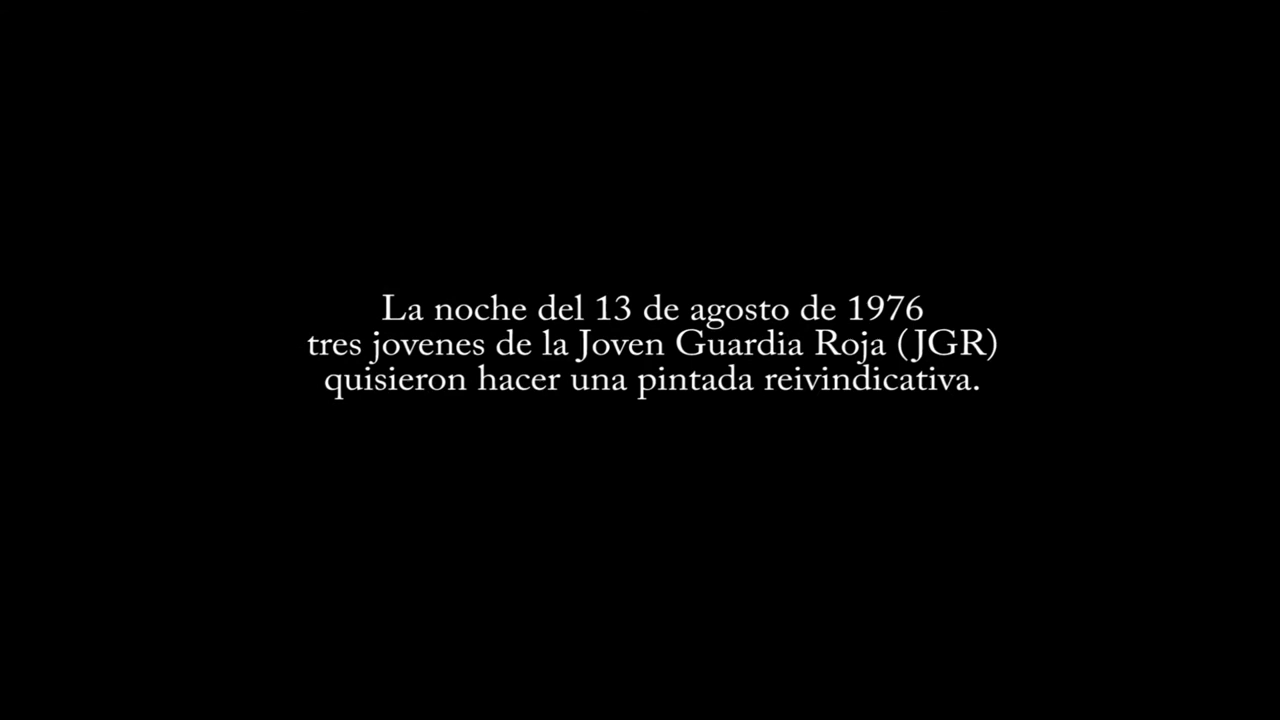 La noche del 13 de agosto de 1976
tres jovenes de la Joven Guardia Roja (JGR)
quisieron hacer una pintada reivindicativa.